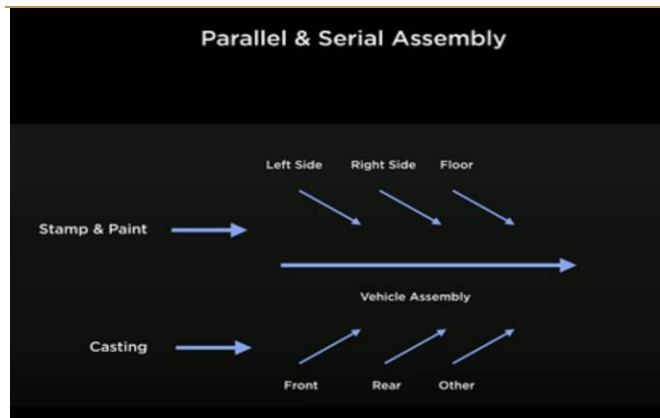 Parallel & Serial Assembly
Left Side Right Side Floor
Stamp & Paint
Vehicle Assembly
Casting
Front Rear Other